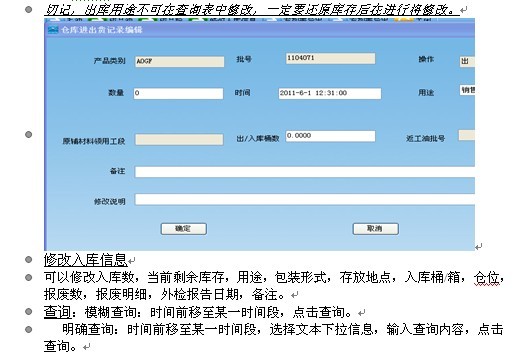 切记，出库用途不可在查询表中修改，一定要还原库存后在进行将修改。
仓库进出货记录编辑
产品类别 AOGF 批号 1104071 操作 出
数量 0 时间 2011-6-1 12:31:00 用途 销售
原辅材料领用工段 出/入库桶数 0.0000 返工油批号
备注
修改说明
确定 取消
修改入库信息
可以修改入库数，当前剩余库存，用途，包装形式，存放地点，入库桶/箱，仓位，
报废数，报废明细，外检报告日期，备注。
查询：模糊查询：时间前移至某一时间段，点击查询。
明确查询：时间前移至某一时间段，选择文本下拉信息，输入查询内容，点击
查询。